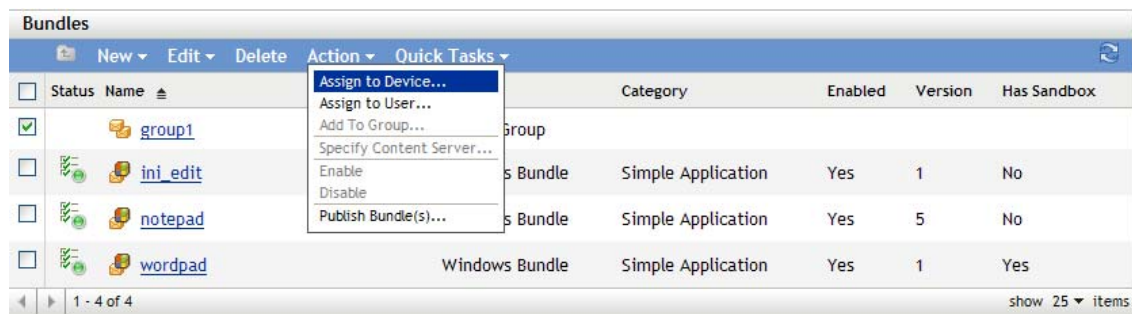 Bundles
New Edit Delete Action Quick Tasks
Status Name Category Enabled Version Has Sandbox
Assign to Device...
Assign to User...
Add To Group...
Specify Content Server...
Enable
Disable
Publish Bundle(s)...
group1 Group
ini_edit s Bundle Simple Application Yes 1 No
notepad s Bundle Simple Application Yes 5 No
wordpad Windows Bundle Simple Application Yes 1 Yes
1 - 4 of 4 show 25 items